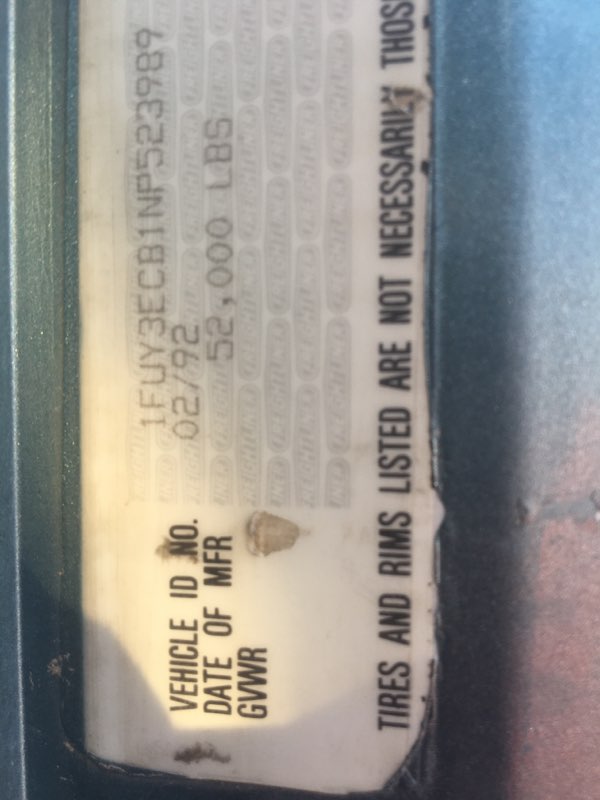 VEHICLE ID NO. 1FUY3ECB1NP523989
DATE OF MFR 02/92
GVWR 52,000 LBS
TIRES AND RIMS LISTED ARE NOT NECESSARILY THOS